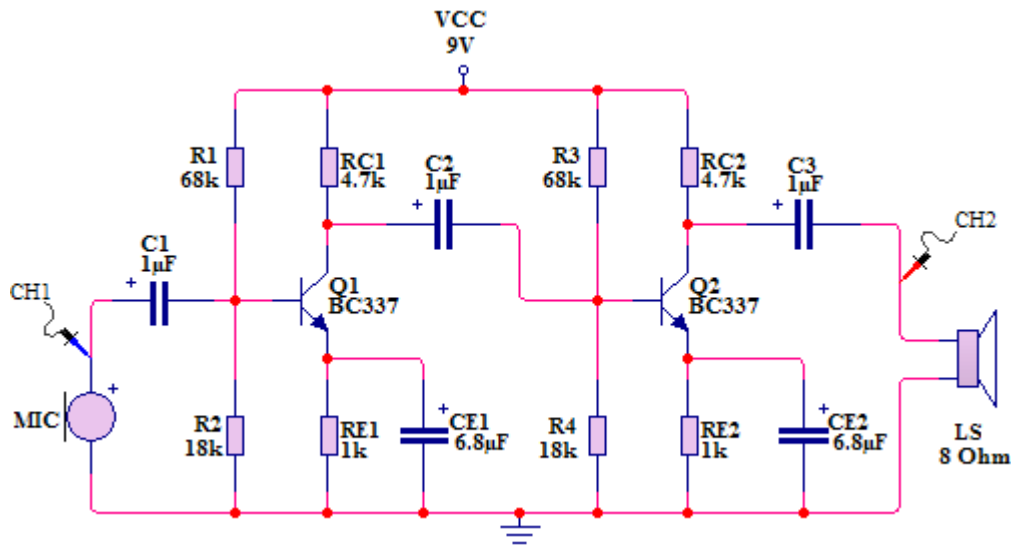 VCC
9V
R1
68k
RC1
4.7k
C2
1µF
R3
68k
RC2
4.7k
C3
1µF
CH2
C1
1µF
CH1
Q1
BC337
Q2
BC337
MIC
R2
18k
RE1
1k
CE1
6.8µF
R4
18k
RE2
1k
CE2
6.8µF
LS
8 Ohm